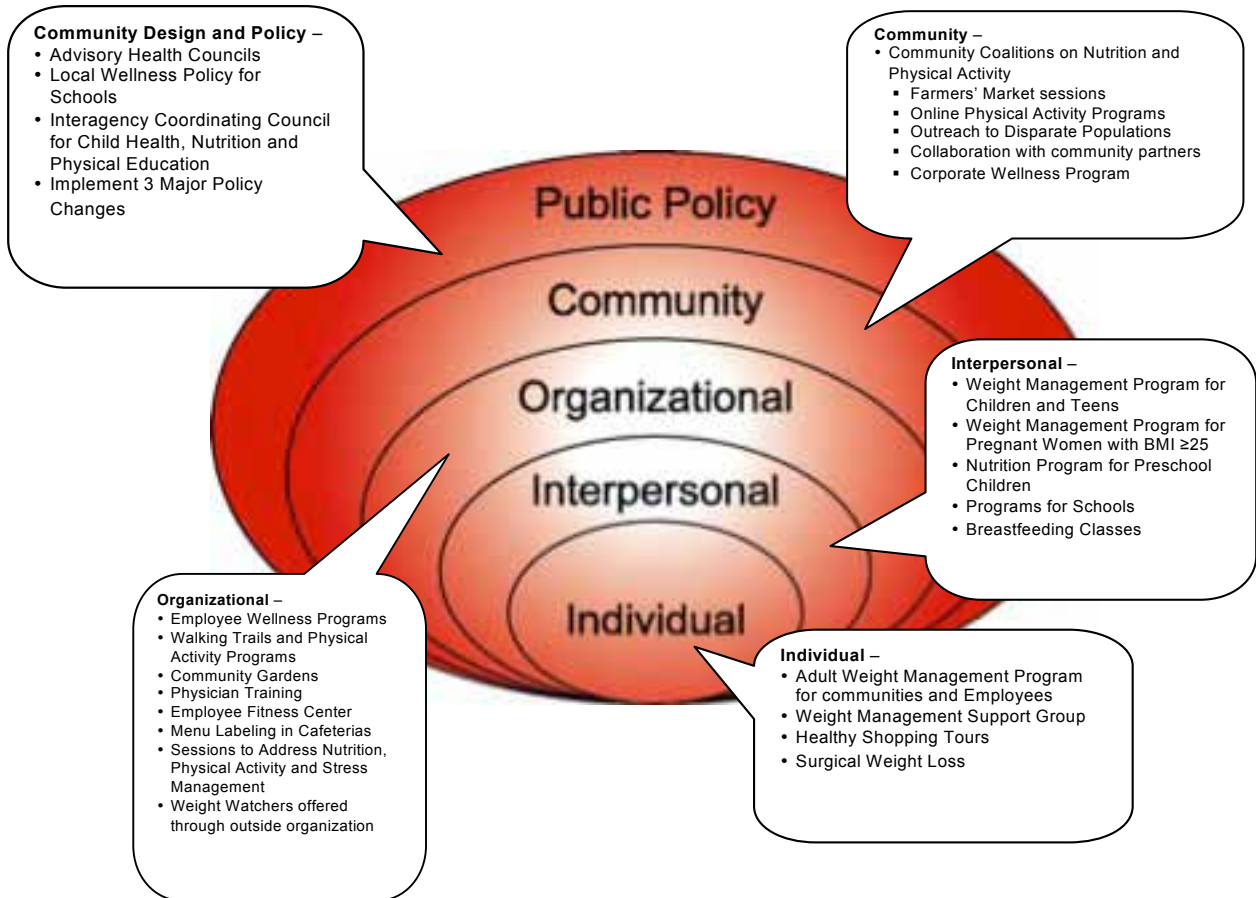 Community Design and Policy –
• Advisory Health Councils
• Local Wellness Policy for
Schools
• Interagency Coordinating Council
for Child Health, Nutrition and
Physical Education
• Implement 3 Major Policy
Changes
Community –
• Community Coalitions on Nutrition and
Physical Activity
▪ Farmers’ Market sessions
▪ Online Physical Activity Programs
▪ Outreach to Disparate Populations
▪ Collaboration with community partners
▪ Corporate Wellness Program
Public Policy
Community
Organizational
Interpersonal
Individual
Interpersonal –
• Weight Management Program for
Children and Teens
• Weight Management Program for
Pregnant Women with BMI ≥25
• Nutrition Program for Preschool
Children
• Programs for Schools
• Breastfeeding Classes
Organizational –
• Employee Wellness Programs
• Walking Trails and Physical
Activity Programs
• Community Gardens
• Physician Training
• Employee Fitness Center
• Menu Labeling in Cafeterias
• Sessions to Address Nutrition,
Physical Activity and Stress
Management
• Weight Watchers offered
through outside organization
Individual –
• Adult Weight Management Program
for communities and Employees
• Weight Management Support Group
• Healthy Shopping Tours
• Surgical Weight Loss